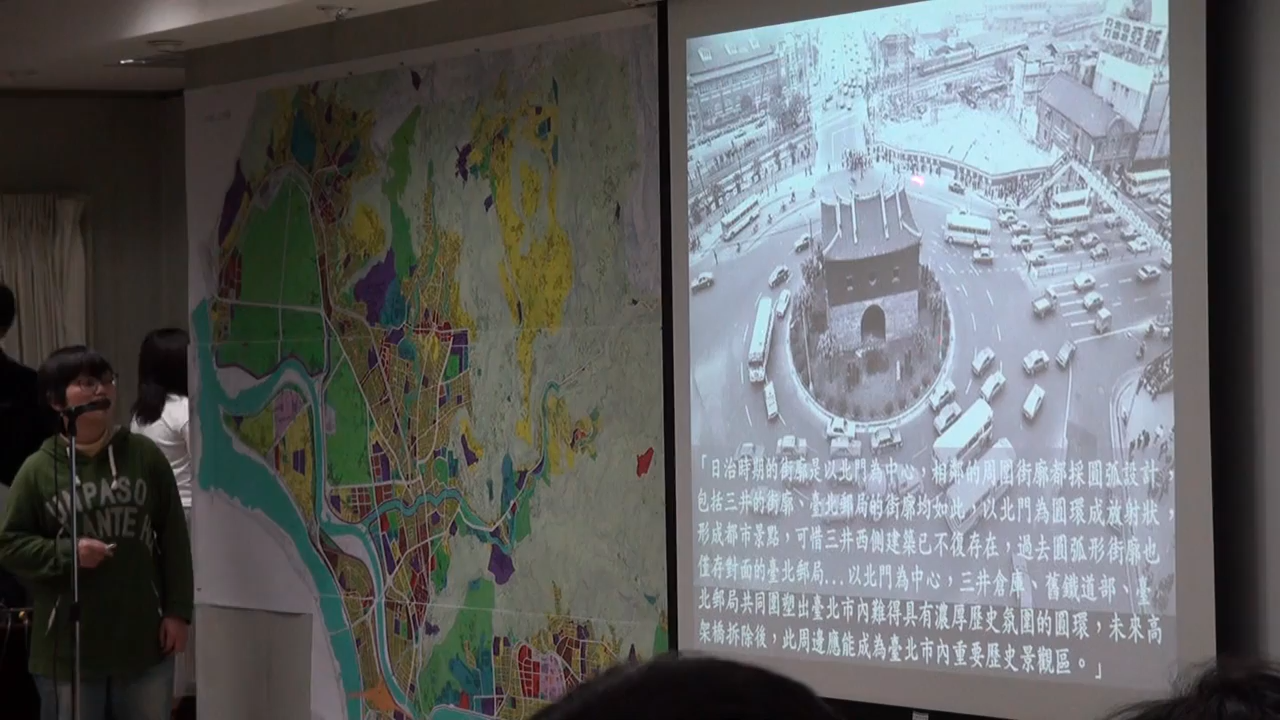 「日治時期的街廓是以北門為中心，相鄰的周圍街廓都採圓弧設計，
包括三井的街廓、臺北郵局的街廓均如此，以北門為圓環成放射狀，
形成都市景點，可惜三井西側建築已不復存在，過去圓弧形街廓也
僅存對面的臺北郵局...以北門為中心，三井倉庫、舊鐵道部、臺
北郵局共同圍塑出臺北市內難得具有濃厚歷史氛圍的圓環，未來高
架橋拆除後，此周邊應能成為臺北市內重要歷史景觀區。」
UNPASO